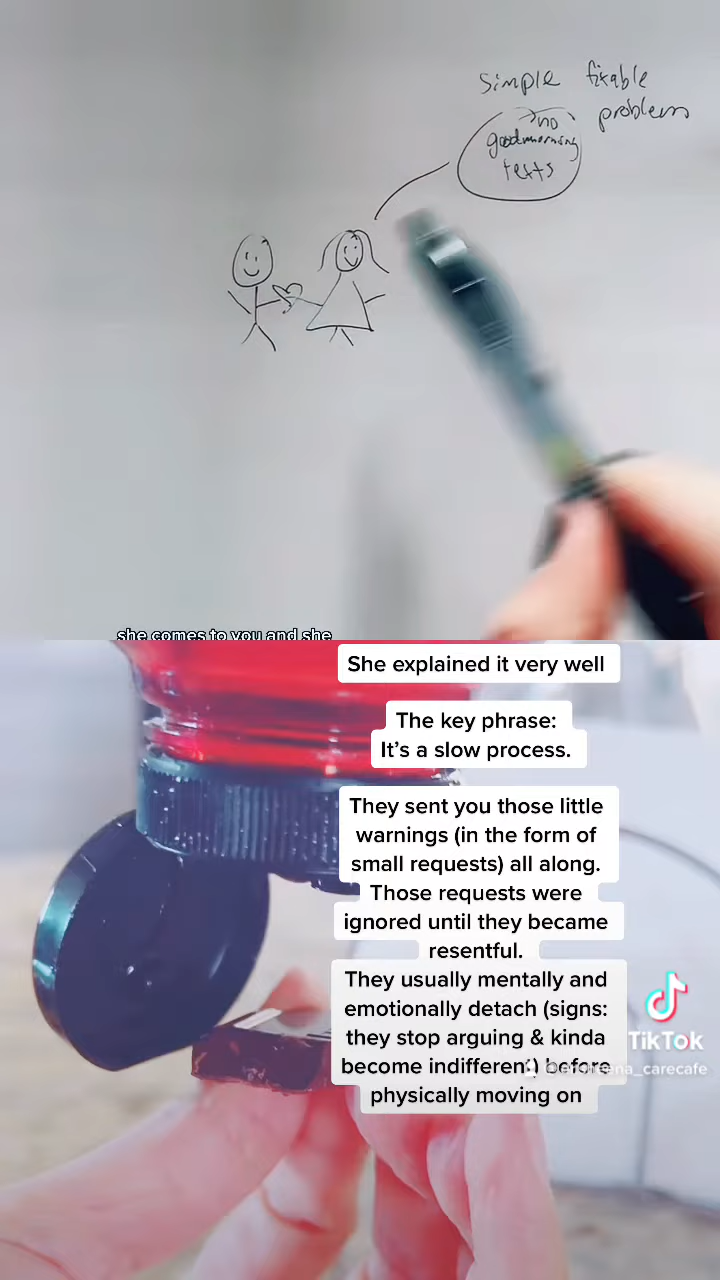 simple fixable
problem
→ no
goodmorning
texts
she comes to you and she
She explained it very well
The key phrase:
It's a slow process.
They sent you those little
warnings (in the form of
small requests) all along.
Those requests were
ignored until they became
resentful.
They usually mentally and
emotionally detach (signs:
they stop arguing & kinda
become indifferent) before
physically moving on
TikTok